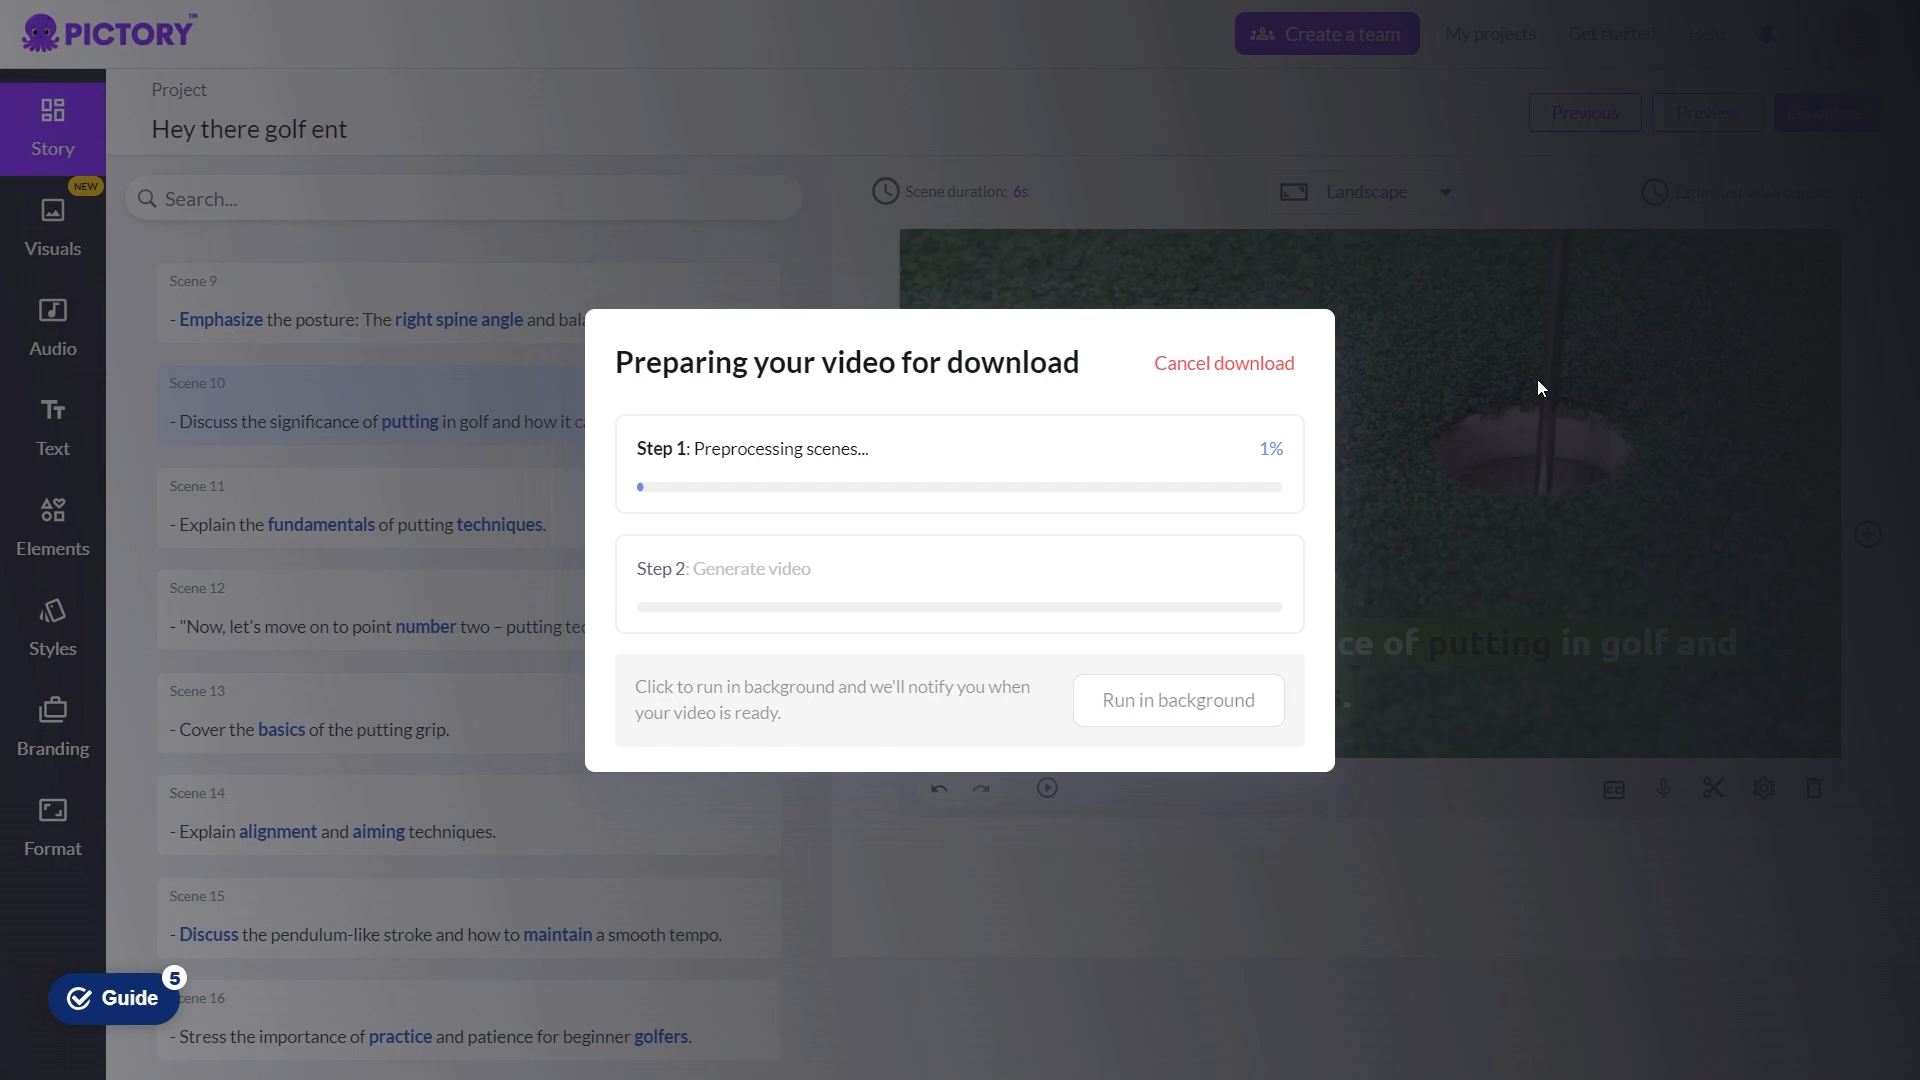 PICTORY™
Create a team
My projects
Get started
Help
Project
Hey there golf ent
Previous
Preview
Download
Story
NEW
Visuals
Audio
Text
Elements
Styles
Branding
Format
Guide
5
Search...
Scene duration: 6s
Landscape
Estimated video duration
Scene 9
- Emphasize the posture: The right spine angle and
Scene 10
- Discuss the significance of putting in golf and how it
Scene 11
- Explain the fundamentals of putting techniques.
Scene 12
- "Now, let's move on to point number two – putting
Scene 13
- Cover the basics of the putting grip.
Scene 14
- Explain alignment and aiming techniques.
Scene 15
- Discuss the pendulum-like stroke and how to maintain a smooth tempo.
cene 16
- Stress the importance of practice and patience for beginner golfers.
Preparing your video for download
Cancel download
Step 1: Preprocessing scenes...
1%
Step 2: Generate video
Click to run in background and we'll notify you when
your video is ready.
Run in background
ce of putting in golf and
CC